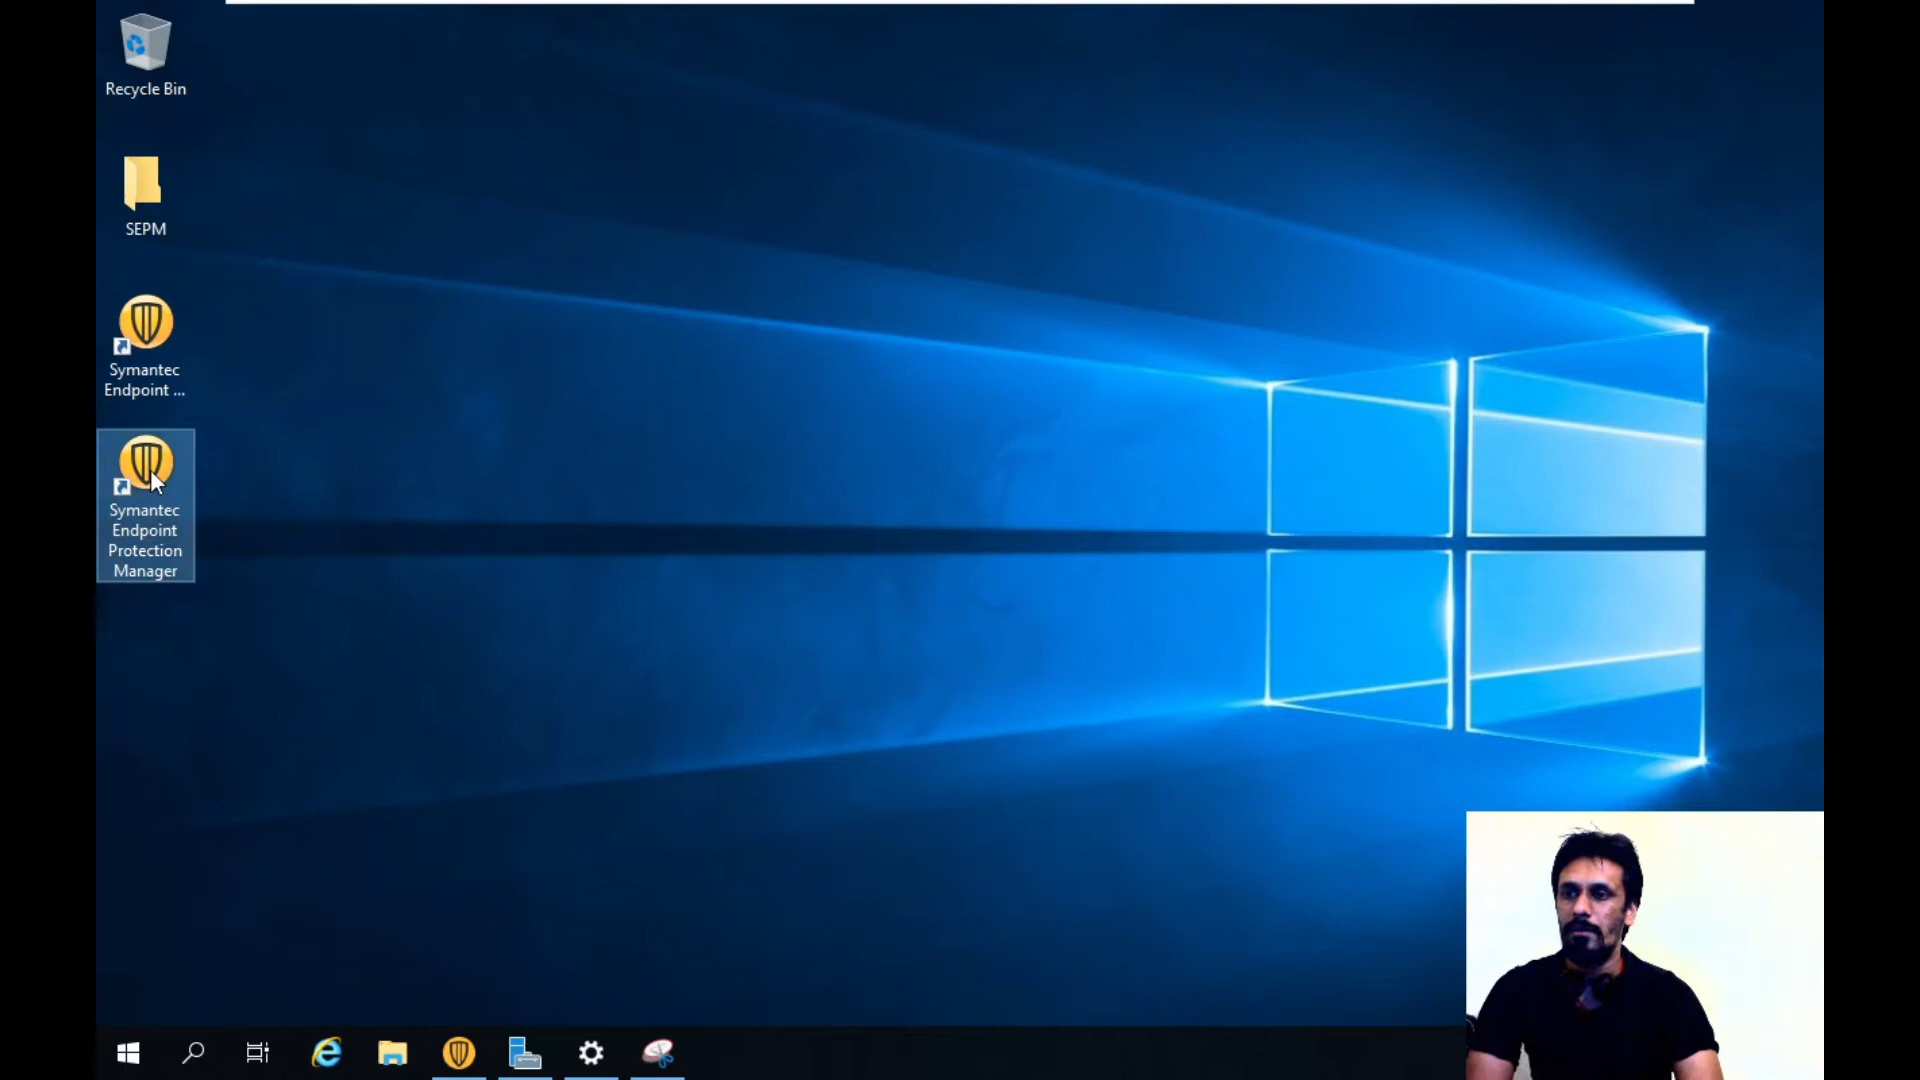 Recycle Bin
SEPM
Symantec
Endpoint ...
Symantec
Endpoint
Protection
Manager